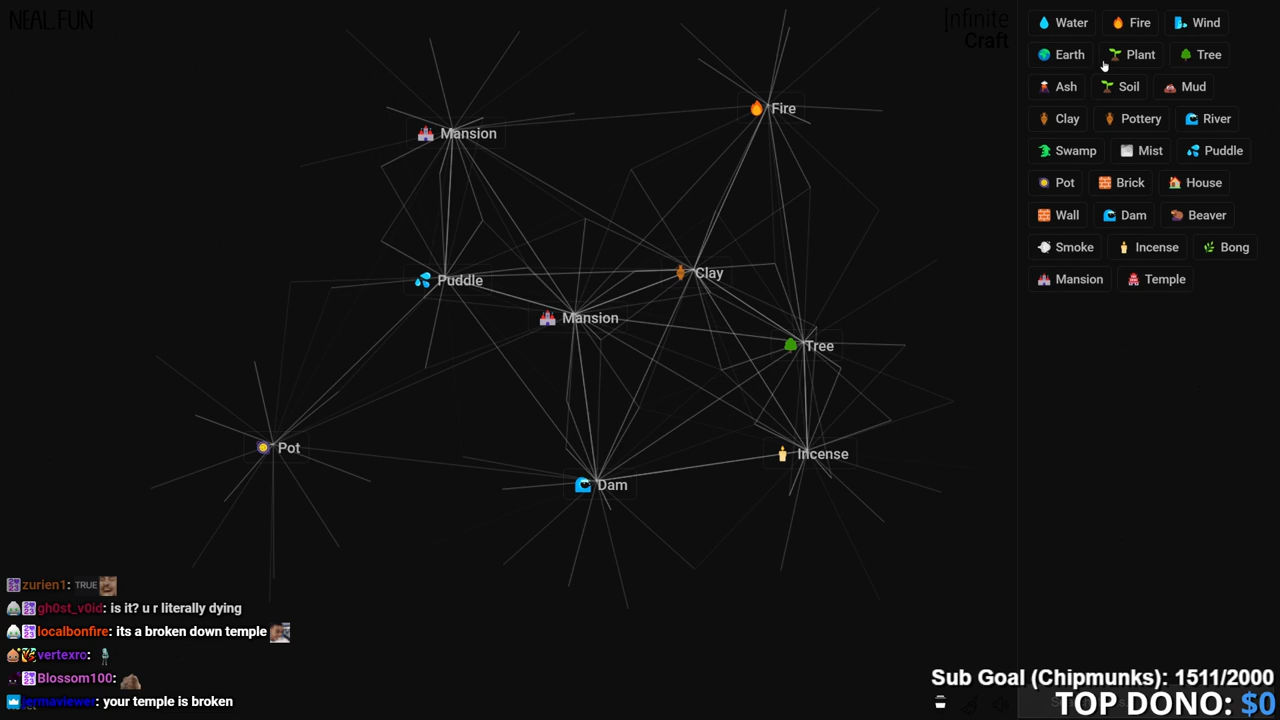 NEAL.FUN
Infinite
Craft
Water Fire Wind
Earth Plant Tree
Ash Soil Mud
Clay Pottery River
Swamp Mist Puddle
Pot Brick House
Wall Dam Beaver
Smoke Incense Bong
Mansion Temple
Fire
Mansion
Clay
Puddle
Mansion
Tree
Pot
Incense
Dam
zurien1: TRUE
gh0st_v0id: is it? u r literally dying
localbonfire: its a broken down temple
vertexro:
Blossom100:
ermaviewer: your temple is broken
Sub Goal (Chipmunks): 1511/2000
TOP DONO: $0